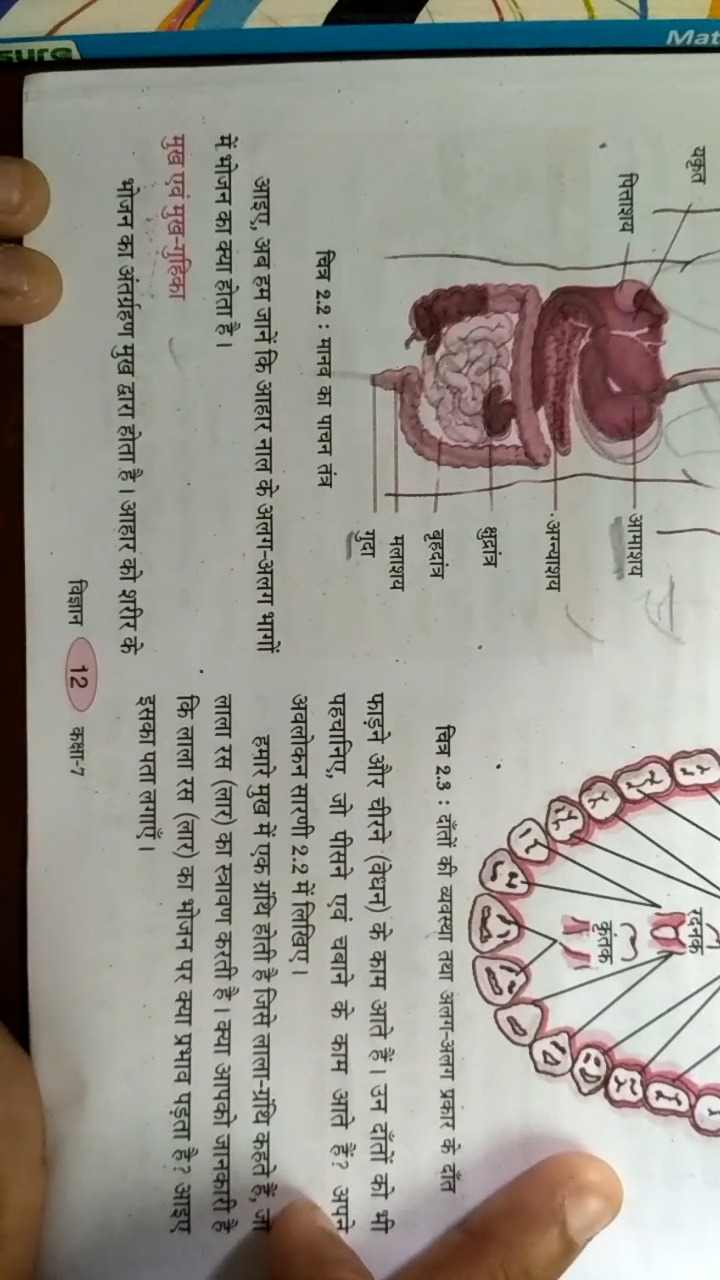 sure
Mat
यकृत
पित्ताशय
आमाशय
अग्न्याशय
क्षुद्रांत्र
बृहदांत्र
मलाशय
गुदा
चित्र 2.2 : मानव का पाचन तंत्र
आइए, अब हम जानें कि आहार नाल के अलग-अलग भागों
में भोजन का क्या होता है।
मुख एवं मुख-गुहिका
भोजन का अंतर्ग्रहण मुख द्वारा होता है। आहार को शरीर के
रदनक
कृंतक
चित्र 2.3 : दाँतों की व्यवस्था तथा अलग-अलग प्रकार के दाँत
फाड़ने और चीरने (वेधन) के काम आते हैं। उन दाँतों को भी
पहचानिए, जो पीसने एवं चबाने के काम आते हैं? अपने
अवलोकन सारणी 2.2 में लिखिए।
हमारे मुख में एक ग्रंथि होती है जिसे लाला-ग्रंथि कहते हैं, जो
लाला रस (लार) का स्त्रावण करती है। क्या आपको जानकारी है
कि लाला रस (लार) का भोजन पर क्या प्रभाव पड़ता है? आइए
इसका पता लगाएँ।
विज्ञान 12 कक्षा-7